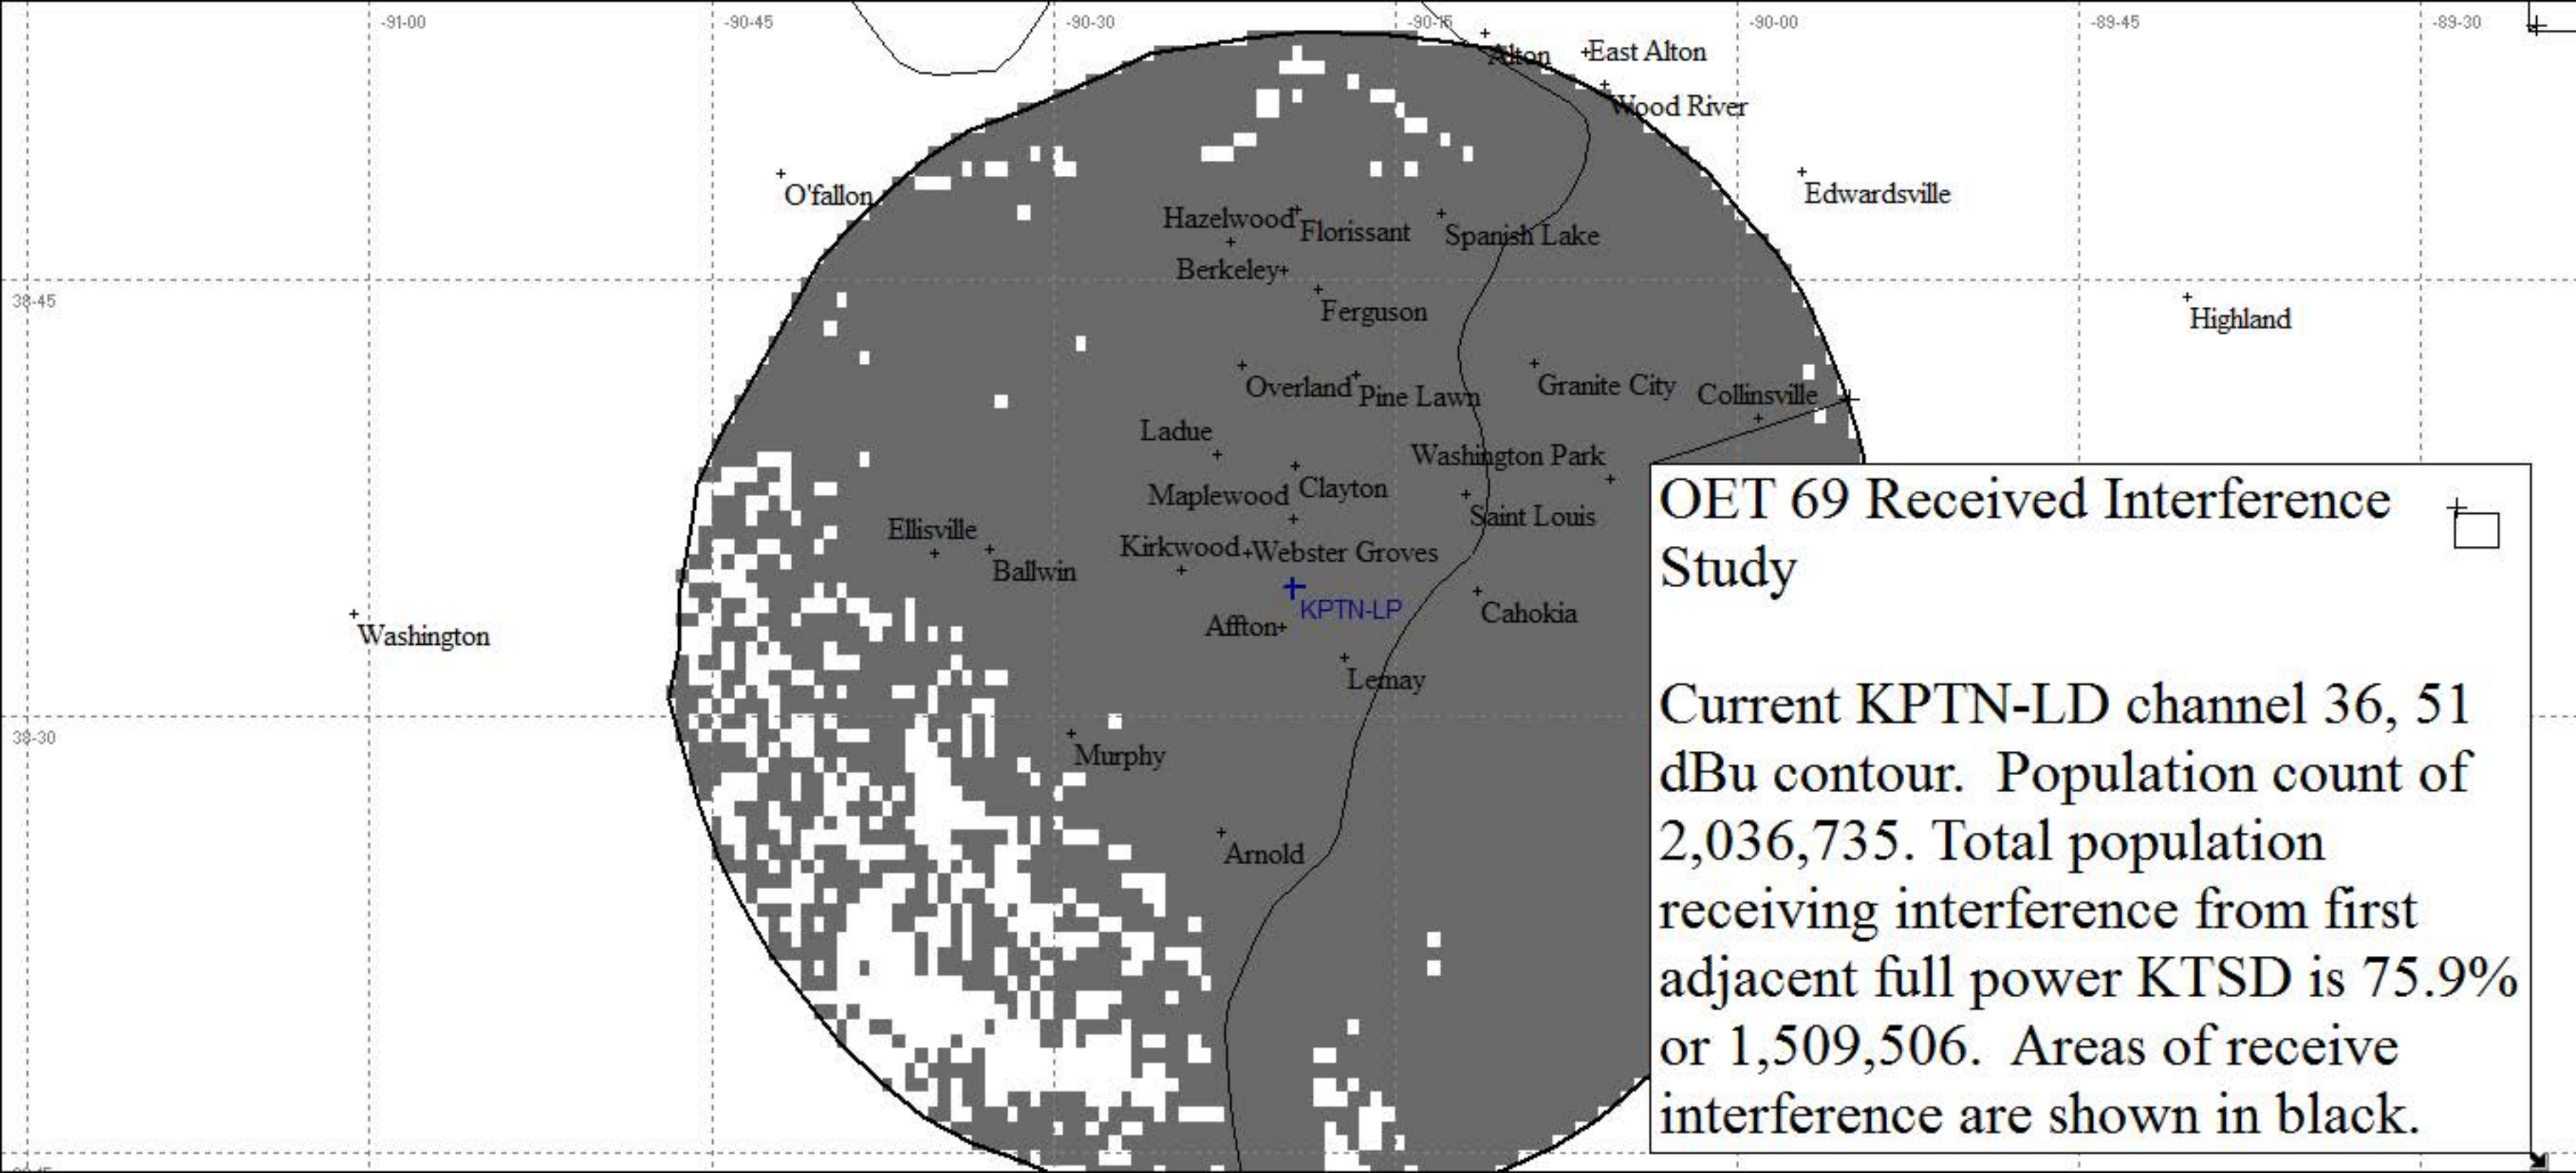 -91-00
-90-45
-90-30
-90-15
-90-00
-89-45
-89-30
Alton
East Alton
Wood River
O'fallon
Edwardsville
Hazelwood
Florissant
Spanish Lake
Berkeley
38-45
Ferguson
Highland
Overland
Pine Lawn
Granite City
Collinsville
Ladue
Washington Park
Maplewood
Clayton
Saint Louis
Ellisville
Ballwin
Kirkwood
Webster Groves
KPTN-LP
Cahokia
Affton
Washington
Lemay
38-30
Murphy
Arnold
OET 69 Received Interference
Study
Current KPTN-LD channel 36, 51
dBu contour.  Population count of
2,036,735. Total population
receiving interference from first
adjacent full power KTSD is 75.9%
or 1,509,506.  Areas of receive
interference are shown in black.